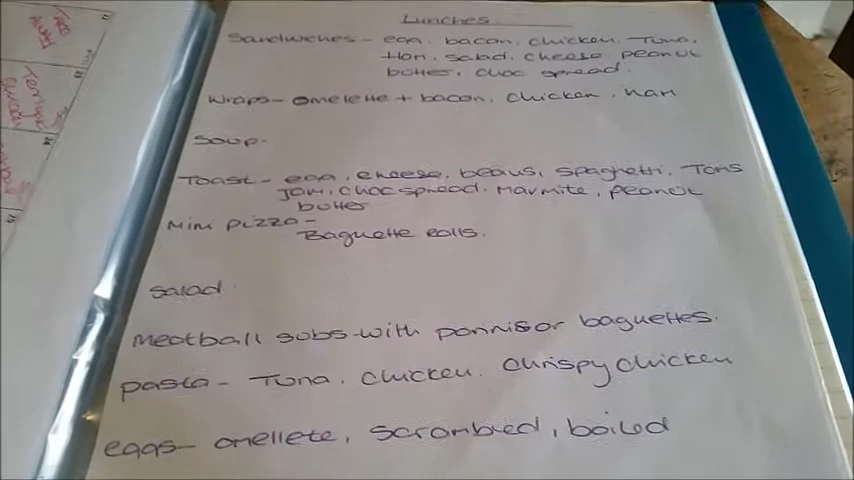 Lunches
Sandwiches - egg. bacon. chicken. Tuna.
Ham. salad. cheese peanut
butter, choc spread.
Wraps - omelette + bacon. chicken. ham
Soup.
Toast - egg. cheese. beans. spaghetti. Toms
Jam. choc spread. Marmite, peanut
butter
Mini pizza -
Baguette rolls.
Salad.
Meatball subs - with pannis or baguettes.
pasta - Tuna. chicken. Chrispy chicken
eggs - omellete, scrambled, boiled